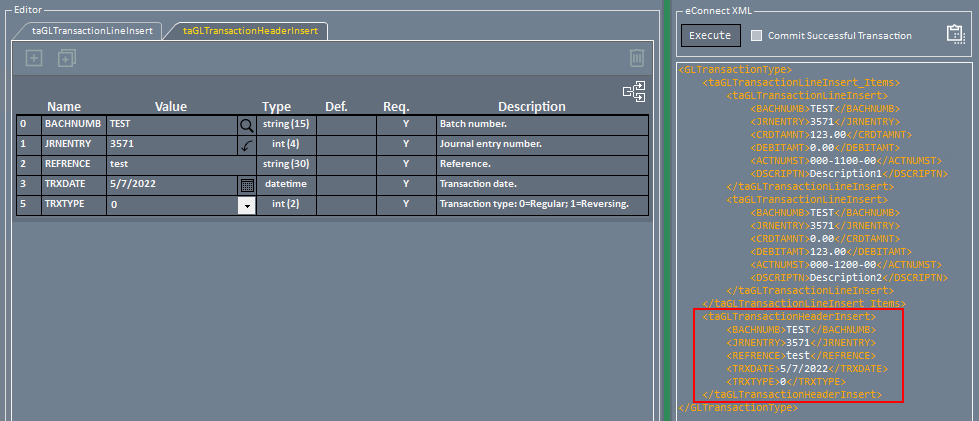 Editor
taGLTransactionLineInsert taGLTransactionHeaderInsert
Name Value Type Def. Req. Description
0 BACHNUMB TEST string (15) Y Batch number.
1 JRNENTRY 3571 int (4) Y Journal entry number.
2 REFRENCE test string (30) Y Reference.
3 TRXDATE 5/7/2022 datetime Y Transaction date.
5 TRXTYPE 0 int (2) Y Transaction type: 0=Regular; 1=Reversing.
eConnect XML
Execute Commit Successful Transaction
<GLTransactionType>
<taGLTransactionLineInsert_Items>
<taGLTransactionLineInsert>
<BACHNUMB>TEST</BACHNUMB>
<JRNENTRY>3571</JRNENTRY>
<CRDTAMNT>123.00</CRDTAMNT>
<DEBITAMT>0.00</DEBITAMT>
<ACTNUMST>000-1100-00</ACTNUMST>
<DSCRIPTN>Description1</DSCRIPTN>
</taGLTransactionLineInsert>
<taGLTransactionLineInsert>
<BACHNUMB>TEST</BACHNUMB>
<JRNENTRY>3571</JRNENTRY>
<CRDTAMNT>0.00</CRDTAMNT>
<DEBITAMT>123.00</DEBITAMT>
<ACTNUMST>000-1200-00</ACTNUMST>
<DSCRIPTN>Description2</DSCRIPTN>
</taGLTransactionLineInsert>
</taGLTransactionLineInsert_Items>
<taGLTransactionHeaderInsert>
<BACHNUMB>TEST</BACHNUMB>
<JRNENTRY>3571</JRNENTRY>
<REFRENCE>test</REFRENCE>
<TRXDATE>5/7/2022</TRXDATE>
<TRXTYPE>0</TRXTYPE>
</taGLTransactionHeaderInsert>
</GLTransactionType>